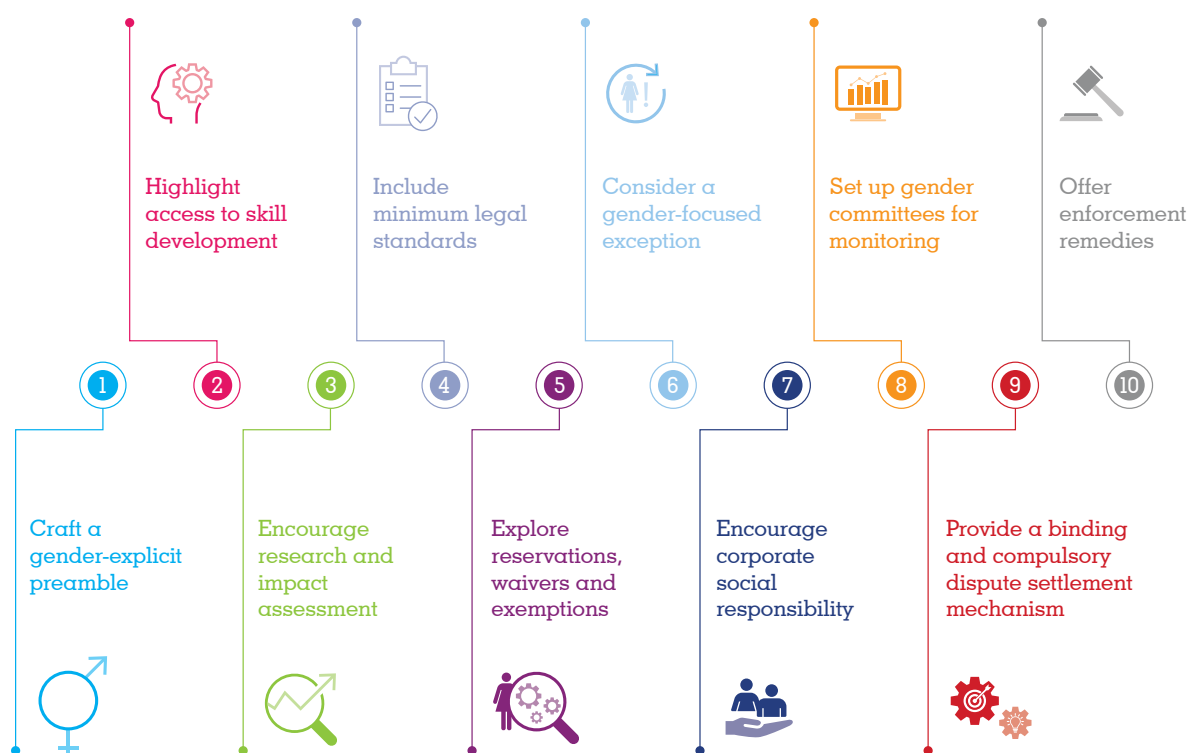 Highlight
access to skill
development
Include
minimum legal
standards
Consider a
gender-focused
exception
Set up gender
committees for
monitoring
Offer
enforcement
remedies
1
2
3
4
5
6
7
8
9
10
Craft a
gender-explicit
preamble
Encourage
research and
impact
assessment
Explore
reservations,
waivers and
exemptions
Encourage
corporate
social
responsibility
Provide a binding
and compulsory
dispute settlement
mechanism